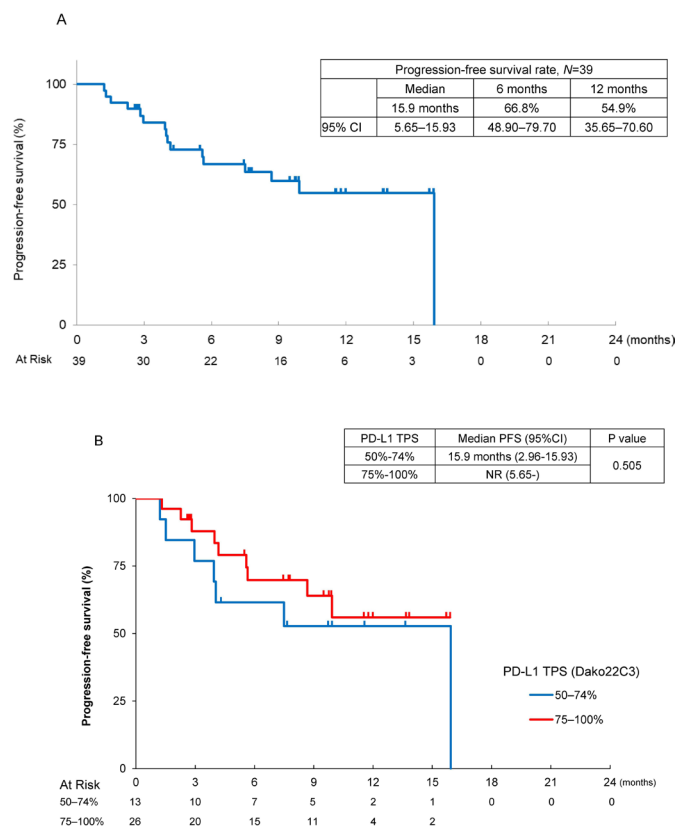 A
Progression-free survival rate, N=39
Median 6 months 12 months
15.9 months 66.8% 54.9%
95% CI 5.65–15.93 48.90–79.70 35.65–70.60
Progression-free survival (%)
100
75
50
25
0
0 3 6 9 12 15 18 21 24 (months)
At Risk 39 30 22 16 6 3 0 0 0
B
PD-L1 TPS Median PFS (95%CI) P value
50%-74% 15.9 months (2.96-15.93) 0.505
75%-100% NR (5.65-)
Progression-free survival (%)
100
75
50
25
0
PD-L1 TPS (Dako22C3)
50–74%
75–100%
0 3 6 9 12 15 18 21 24 (months)
At Risk
50–74% 13 10 7 5 2 1 0 0 0
75–100% 26 20 15 11 4 2